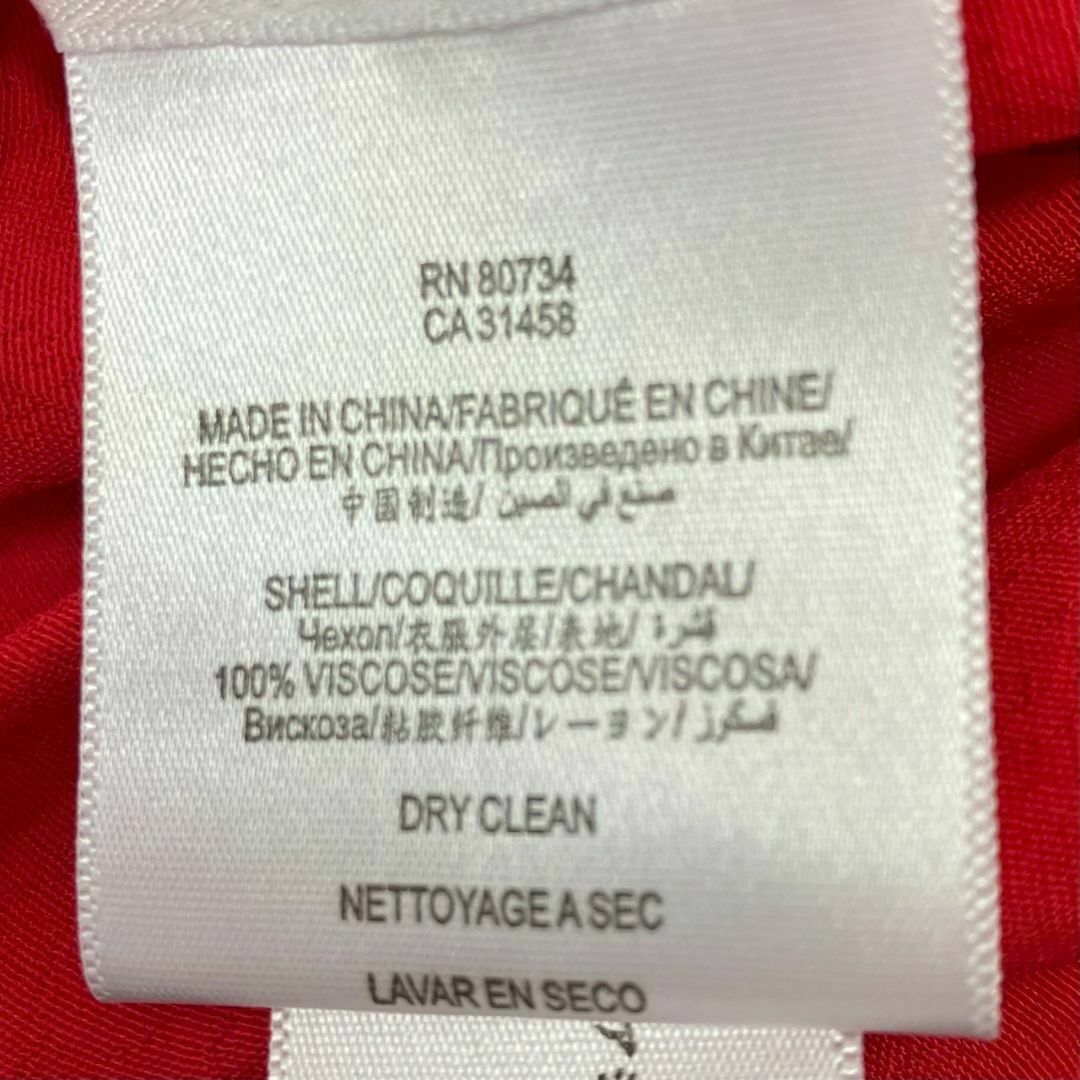 RN 80734
CA 31458
MADE IN CHINA/FABRIQUÉ EN CHINE/
HECHO EN CHINA/Произведено в Китае/
中国制造/ صنع في الصين
SHELL/COQUILLE/CHANDAL/
Чехол/衣服外层/表地/ قشرة
100% VISCOSE/VISCOSE/VISCOSA/
Вискоза/粘胶纤维/レーヨン/ فسكوز
DRY CLEAN
NETTOYAGE A SEC
LAVAR EN SECO